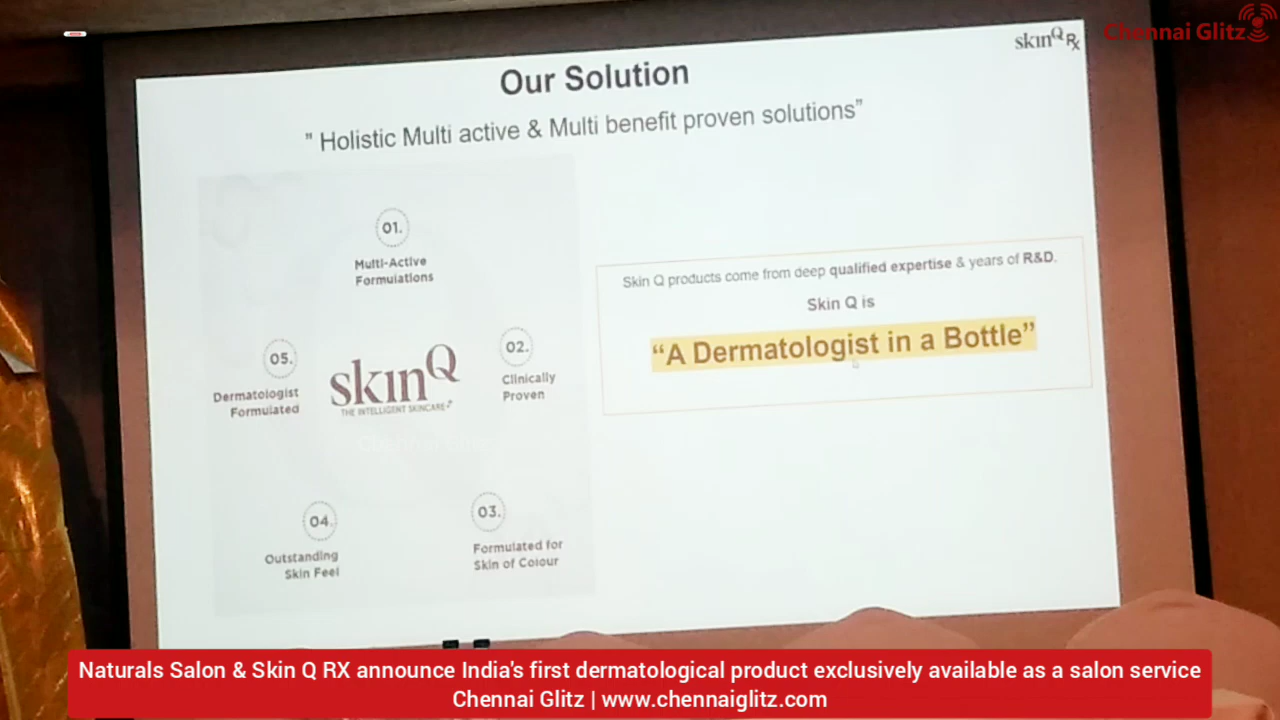 Chennai Glitz
skinQ Rx
Our Solution
" Holistic Multi active & Multi benefit proven solutions”
01.
Multi-Active
Formulations
02.
Clinically
Proven
05.
Dermatologist
Formulated
skinQ
THE INTELLIGENT SKINCARE
04.
Outstanding
Skin Feel
03.
Formulated for
Skin of Colour
Skin Q products come from deep qualified expertise & years of R&D.
Skin Q is
“A Dermatologist in a Bottle”
Naturals Salon & Skin Q RX announce India's first dermatological product exclusively available as a salon service
Chennai Glitz | www.chennaiglitz.com